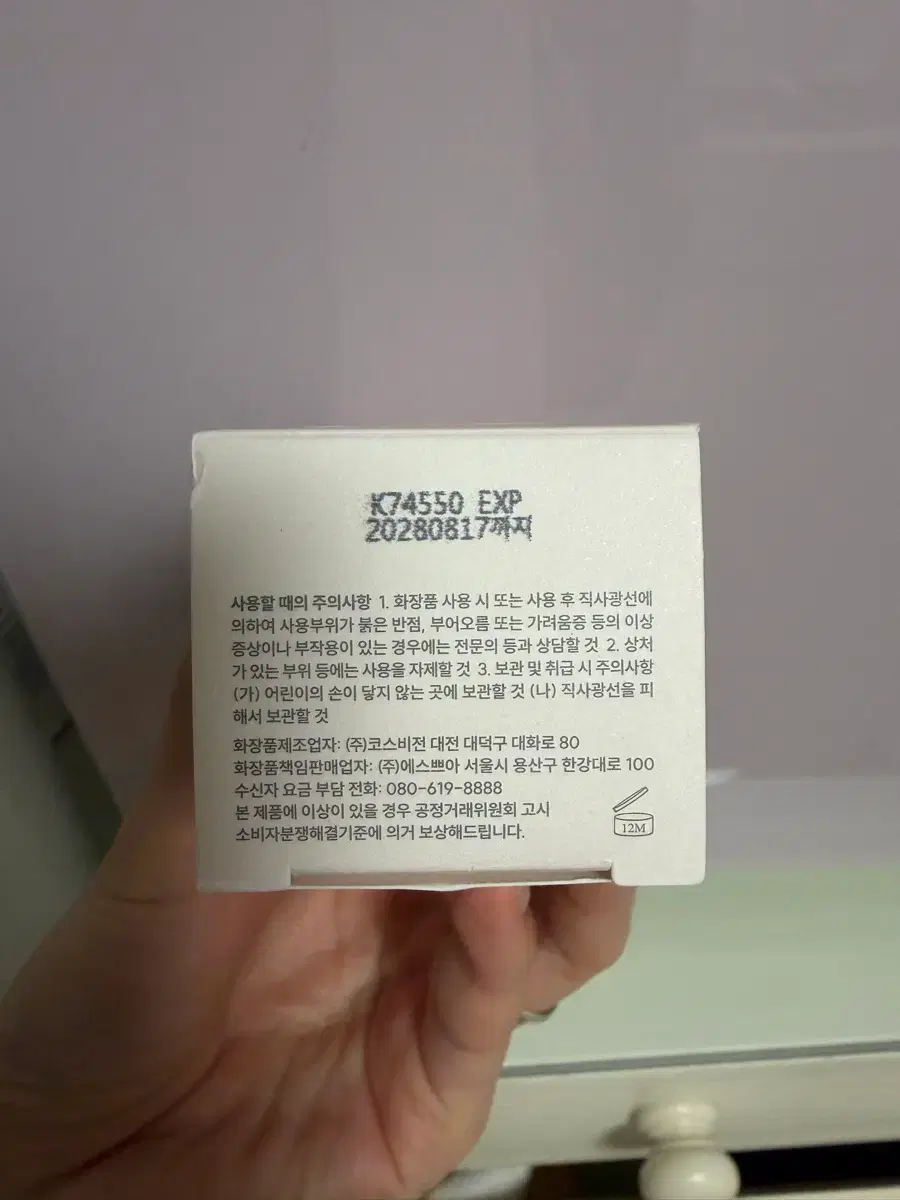 K74550 EXP
20280817까지
사용할 때의 주의사항 1. 화장품 사용 시 또는 사용 후 직사광선에
의하여 사용부위가 붉은 반점, 부어오름 또는 가려움증 등의 이상
증상이나 부작용이 있는 경우에는 전문의 등과 상담할 것 2. 상처
가 있는 부위 등에는 사용을 자제할 것 3. 보관 및 취급 시 주의사항
(가) 어린이의 손이 닿지 않는 곳에 보관할 것 (나) 직사광선을 피
해서 보관할 것
화장품제조업자: (주)코스비전 대전 대덕구 대화로 80
화장품책임판매업자: (주)에스쁘아 서울시 용산구 한강대로 100
수신자 요금 부담 전화: 080-619-8888
본 제품에 이상이 있을 경우 공정거래위원회 고시
소비자분쟁해결기준에 의거 보상해드립니다.
12M